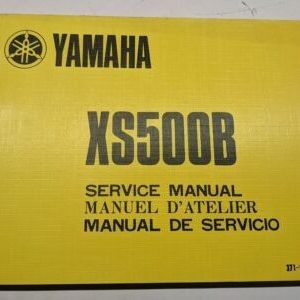 YAMAHA
XS500B
SERVICE MANUAL
MANUEL D'ATELIER
MANUAL DE SERVICIO